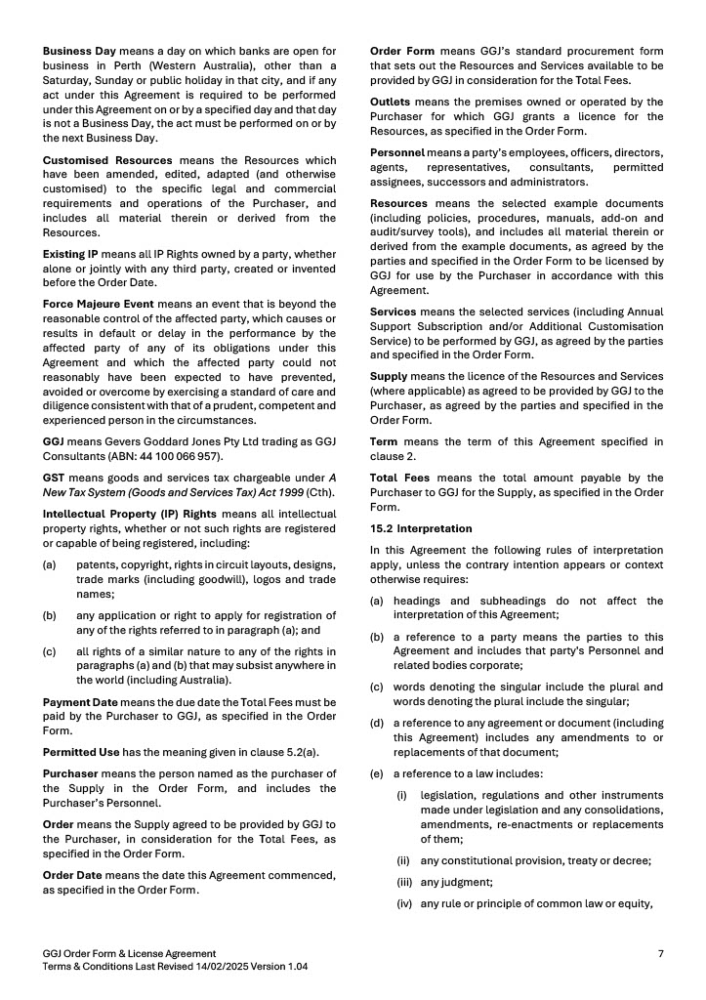 Business Day means a day on which banks are open for
business in Perth (Western Australia), other than a
Saturday, Sunday or public holiday in that city, and if any
act under this Agreement is required to be performed
under this Agreement on or by a specified day and that day
is not a Business Day, the act must be performed on or by
the next Business Day.
Customised Resources means the Resources which
have been amended, edited, adapted (and otherwise
customised) to the specific legal and commercial
requirements and operations of the Purchaser, and
includes all material therein or derived from the
Resources.
Existing IP means all IP Rights owned by a party, whether
alone or jointly with any third party, created or invented
before the Order Date.
Force Majeure Event means an event that is beyond the
reasonable control of the affected party, which causes or
results in default or delay in the performance by the
affected party of any of its obligations under this
Agreement and which the affected party could not
reasonably have been expected to have prevented,
avoided or overcome by exercising a standard of care and
diligence consistent with that of a prudent, competent and
experienced person in the circumstances.
GGJ means Gevers Goddard Jones Pty Ltd trading as GGJ
Consultants (ABN: 44 100 066 957).
GST means goods and services tax chargeable under A
New Tax System (Goods and Services Tax) Act 1999 (Cth).
Intellectual Property (IP) Rights means all intellectual
property rights, whether or not such rights are registered
or capable of being registered, including:
(a) patents, copyright, rights in circuit layouts, designs,
trade marks (including goodwill), logos and trade
names;
(b) any application or right to apply for registration of
any of the rights referred to in paragraph (a); and
(c) all rights of a similar nature to any of the rights in
paragraphs (a) and (b) that may subsist anywhere in
the world (including Australia).
Payment Date means the due date the Total Fees must be
paid by the Purchaser to GGJ, as specified in the Order
Form.
Permitted Use has the meaning given in clause 5.2(a).
Purchaser means the person named as the purchaser of
the Supply in the Order Form, and includes the
Purchaser's Personnel.
Order means the Supply agreed to be provided by GGJ to
the Purchaser, in consideration for the Total Fees, as
specified in the Order Form.
Order Date means the date this Agreement commenced,
as specified in the Order Form.
Order Form means GGJ's standard procurement form
that sets out the Resources and Services available to be
provided by GGJ in consideration for the Total Fees.
Outlets means the premises owned or operated by the
Purchaser for which GGJ grants a licence for the
Resources, as specified in the Order Form.
Personnel means a party's employees, officers, directors,
agents, representatives, consultants, permitted
assignees, successors and administrators.
Resources means the selected example documents
(including policies, procedures, manuals, add-on and
audit/survey tools), and includes all material therein or
derived from the example documents, as agreed by the
parties and specified in the Order Form to be licensed by
GGJ for use by the Purchaser in accordance with this
Agreement.
Services means the selected services (including Annual
Support Subscription and/or Additional Customisation
Service) to be performed by GGJ, as agreed by the parties
and specified in the Order Form.
Supply means the licence of the Resources and Services
(where applicable) as agreed to be provided by GGJ to the
Purchaser, as agreed by the parties and specified in the
Order Form.
Term means the term of this Agreement specified in
clause 2.
Total Fees means the total amount payable by the
Purchaser to GGJ for the Supply, as specified in the Order
Form.
15.2 Interpretation
In this Agreement the following rules of interpretation
apply, unless the contrary intention appears or context
otherwise requires:
(a) headings and subheadings do not affect the
interpretation of this Agreement;
(b) a reference to a party means the parties to this
Agreement and includes that party's Personnel and
related bodies corporate;
(c) words denoting the singular include the plural and
words denoting the plural include the singular;
(d) a reference to any agreement or document (including
this Agreement) includes any amendments to or
replacements of that document;
(e) a reference to a law includes:
(i) legislation, regulations and other instruments
made under legislation and any consolidations,
amendments, re-enactments or replacements
of them;
(ii) any constitutional provision, treaty or decree;
(iii) any judgment;
(iv) any rule or principle of common law or equity,
GGJ Order Form & License Agreement
Terms & Conditions Last Revised 14/02/2025 Version 1.04
7